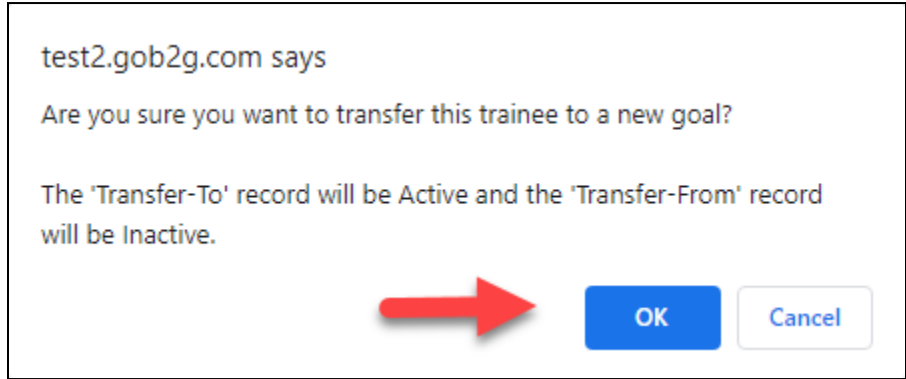 test2.gob2g.com says
Are you sure you want to transfer this trainee to a new goal?
The 'Transfer-To' record will be Active and the 'Transfer-From' record
will be Inactive.
OK
Cancel